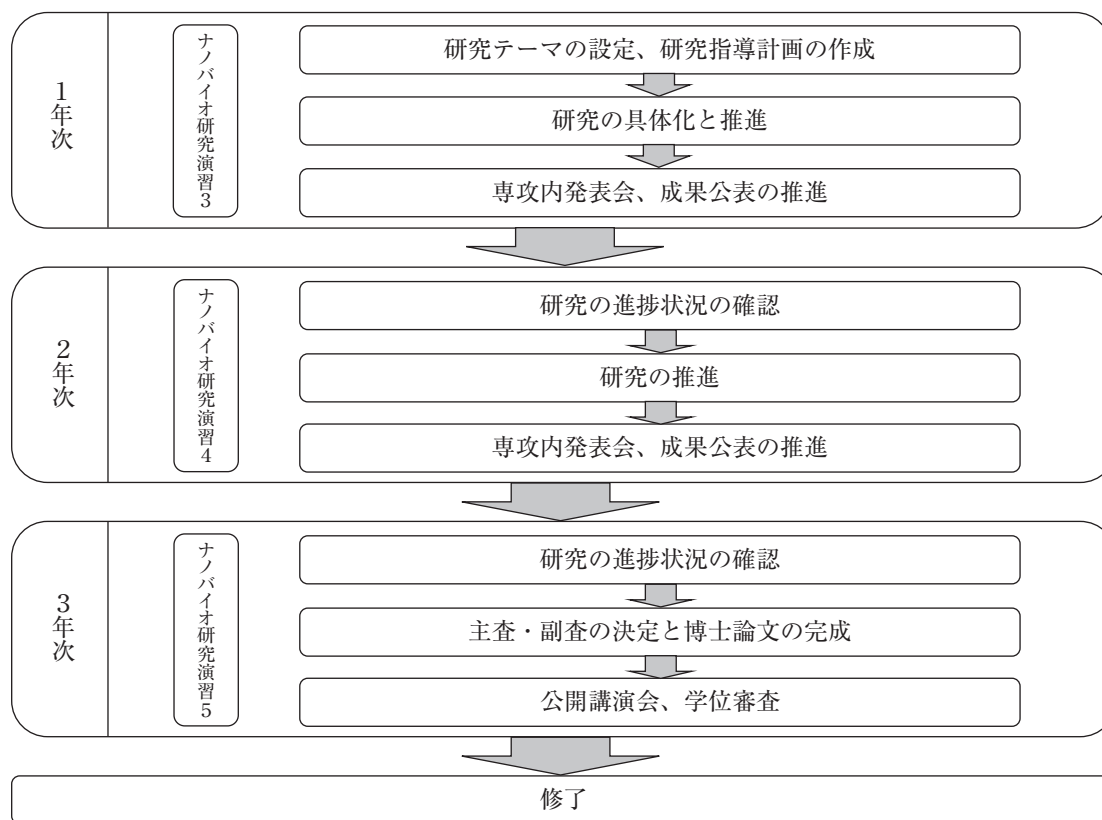 1年次
ナノバイオ研究演習3
研究テーマの設定、研究指導計画の作成
研究の具体化と推進
専攻内発表会、成果公表の推進
2年次
ナノバイオ研究演習4
研究の進捗状況の確認
研究の推進
専攻内発表会、成果公表の推進
3年次
ナノバイオ研究演習5
研究の進捗状況の確認
主査・副査の決定と博士論文の完成
公開講演会、学位審査
修了